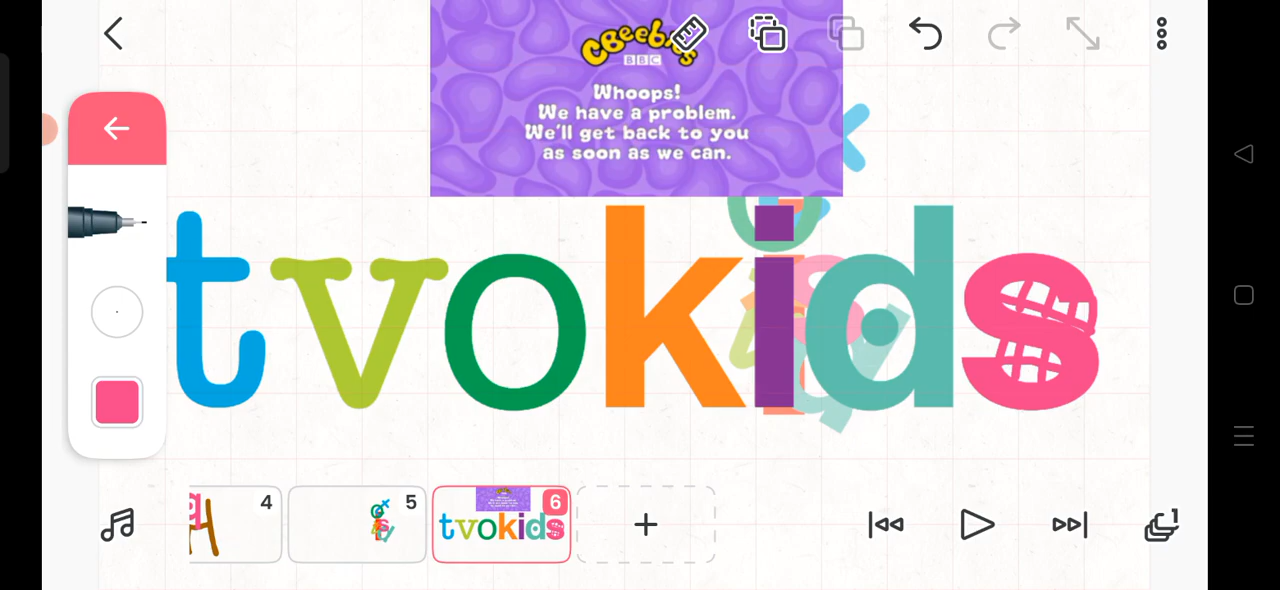 CBeebies
BBC
Whoops!
We have a problem.
We'll get back to you
as soon as we can.
tvokids
4
5
6
tvokids